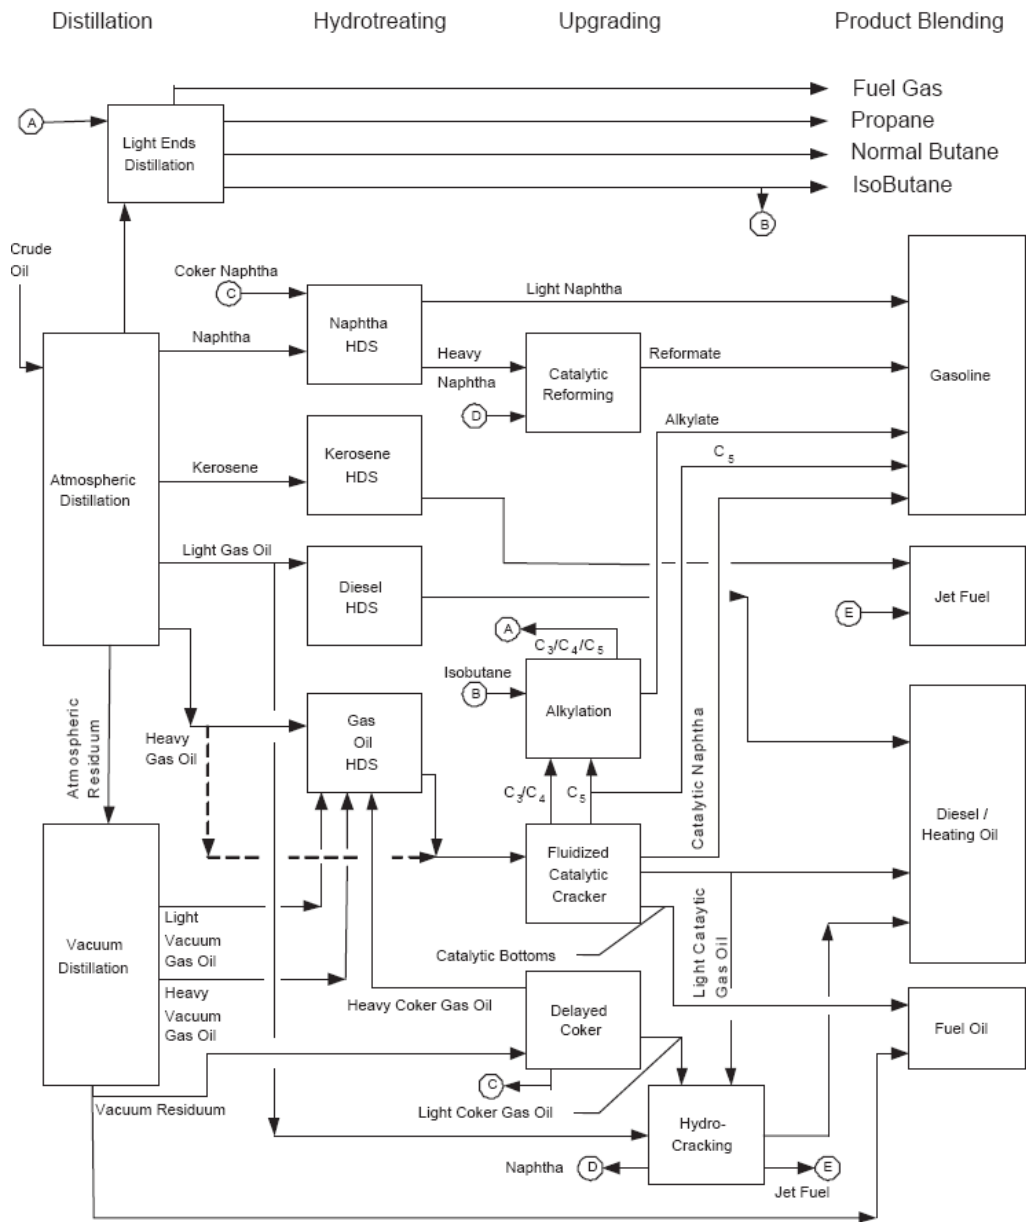 Distillation
Hydrotreating
Upgrading
Product Blending
Fuel Gas
Propane
Normal Butane
IsoButane
A
Light Ends
Distillation
B
Crude
Oil
Coker Naphtha
C
Light Naphtha
Naphtha
HDS
Naphtha
Heavy
Naphtha
D
Catalytic
Reforming
Reformate
Gasoline
Alkylate
C5
Kerosene
Kerosene
HDS
Atmospheric
Distillation
Light Gas Oil
Diesel
HDS
Jet Fuel
E
A
C3/C4/C5
Isobutane
B
Alkylation
Atmospheric
Residuum
Heavy
Gas Oil
Gas
Oil
HDS
C3/C4
C5
Catalytic Naphtha
Diesel /
Heating Oil
Fluidized
Catalytic
Cracker
Light
Vacuum
Gas Oil
Vacuum
Distillation
Catalytic Bottoms
Light Cataytic
Gas Oil
Heavy
Vacuum
Gas Oil
Heavy Coker Gas Oil
Delayed
Coker
Fuel Oil
C
Vacuum Residuum
Light Coker Gas Oil
Hydro-
Cracking
Naphtha
D
E
Jet Fuel